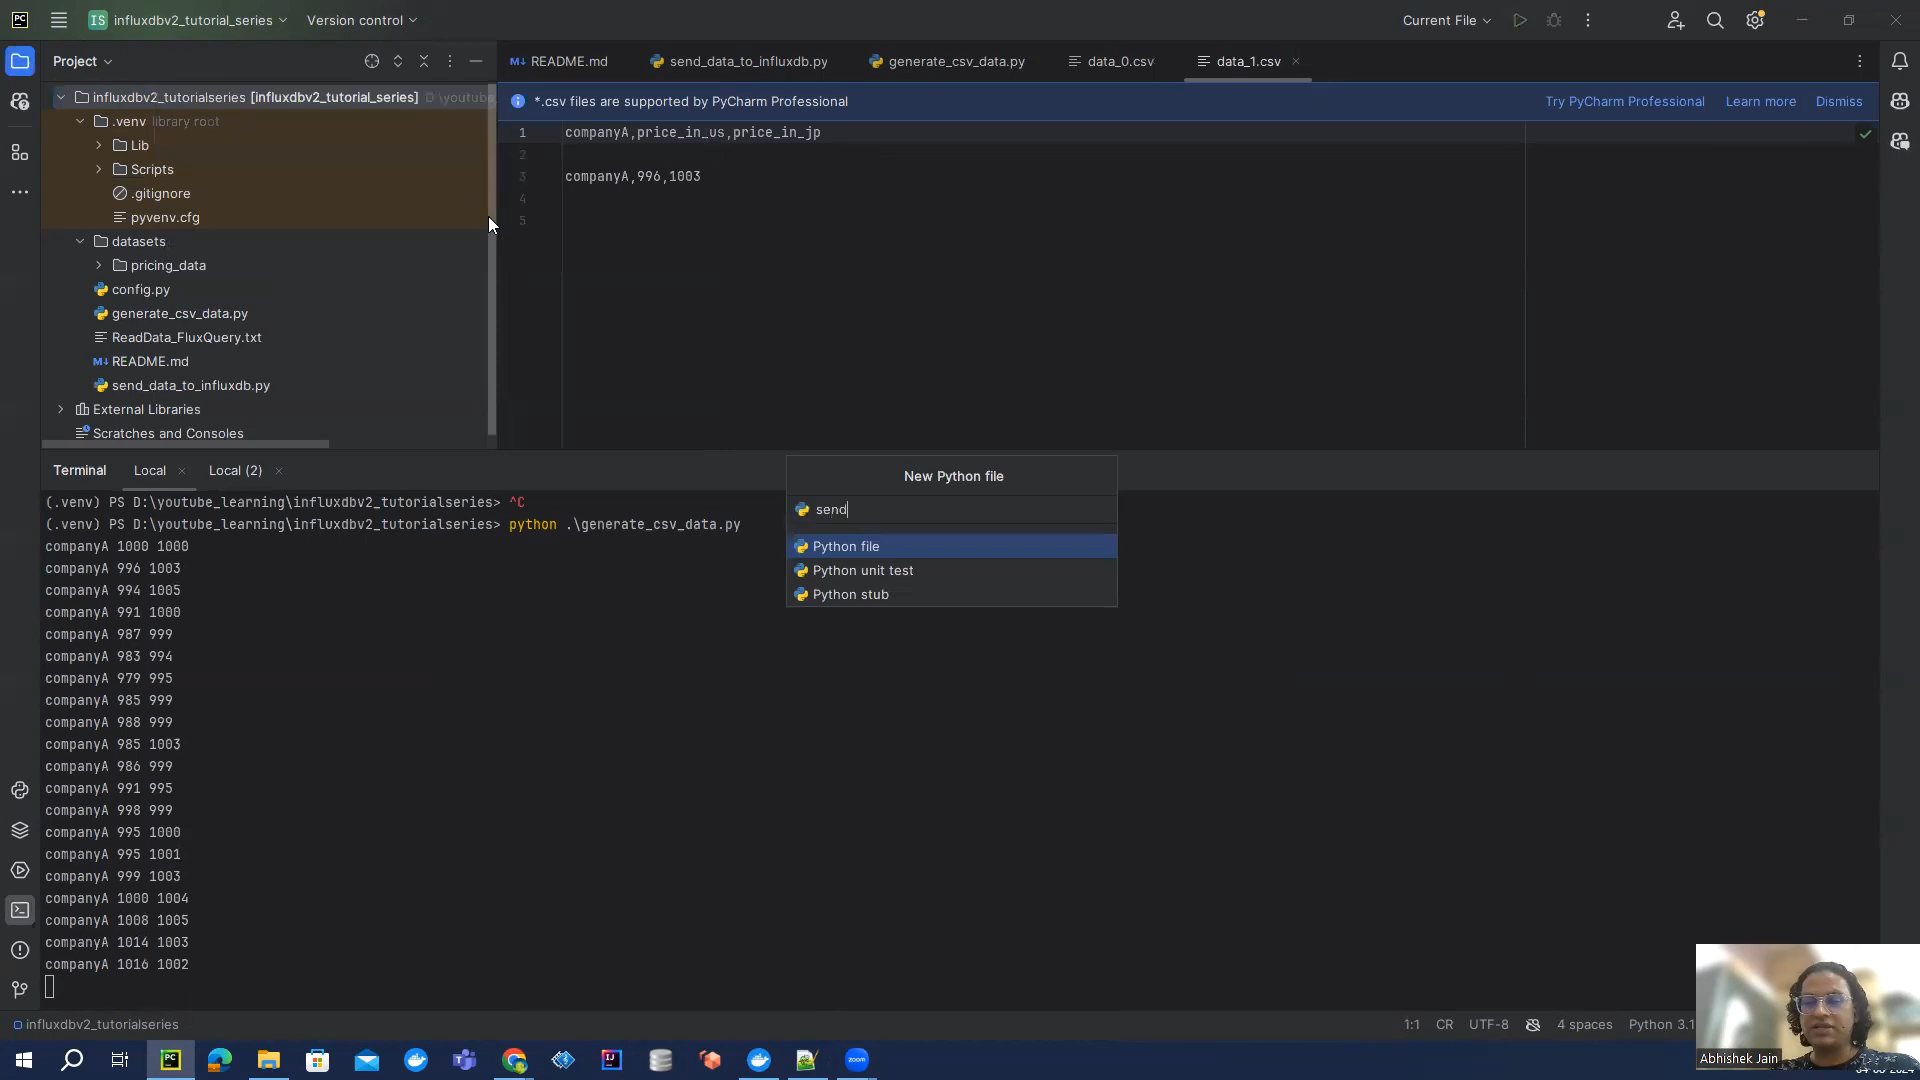 PC
IS influxdbv2_tutorial_series
Version control
Current File
Project
README.md
send_data_to_influxdb.py
generate_csv_data.py
data_0.csv
data_1.csv
influxdbv2_tutorialseries [influxdbv2_tutorial_series]
.venv library root
Lib
Scripts
.gitignore
pyvenv.cfg
datasets
pricing_data
config.py
generate_csv_data.py
ReadData_FluxQuery.txt
README.md
send_data_to_influxdb.py
External Libraries
Scratches and Consoles
*.csv files are supported by PyCharm Professional
Try PyCharm Professional Learn more Dismiss
1 companyA,price_in_us,price_in_jp
2
3 companyA,996,1003
4
5
Terminal Local Local (2)
(.venv) PS D:\youtube_learning\influxdbv2_tutorialseries> ^C
(.venv) PS D:\youtube_learning\influxdbv2_tutorialseries> python .\generate_csv_data.py
companyA 1000 1000
companyA 996 1003
companyA 994 1005
companyA 991 1000
companyA 987 999
companyA 983 994
companyA 979 995
companyA 985 999
companyA 988 999
companyA 985 1003
companyA 986 999
companyA 991 995
companyA 998 999
companyA 995 1000
companyA 995 1001
companyA 999 1003
companyA 1000 1004
companyA 1008 1005
companyA 1014 1003
companyA 1016 1002
New Python file
send
Python file
Python unit test
Python stub
influxdbv2_tutorialseries
1:1 CR UTF-8 4 spaces Python 3.1
Abhishek Jain
PC
zoom